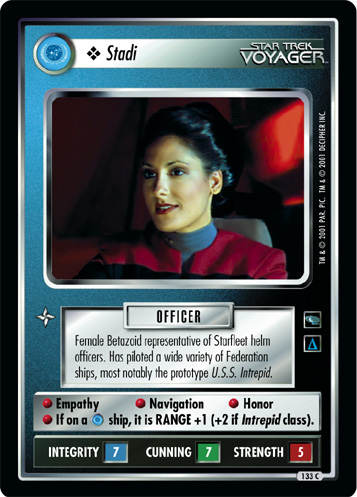 ❖ Stadi
STAR TREK
VOYAGER™
TM & © 2001 PAR. PIC. TM & © 2001 DECIPHER INC.
OFFICER
Female Betazoid representative of Starfleet helm
officers. Has piloted a wide variety of Federation
ships, most notably the prototype U.S.S. Intrepid.
• Empathy • Navigation • Honor
• If on a ship, it is RANGE +1 (+2 if Intrepid class).
INTEGRITY 7 CUNNING 7 STRENGTH 5
133 C